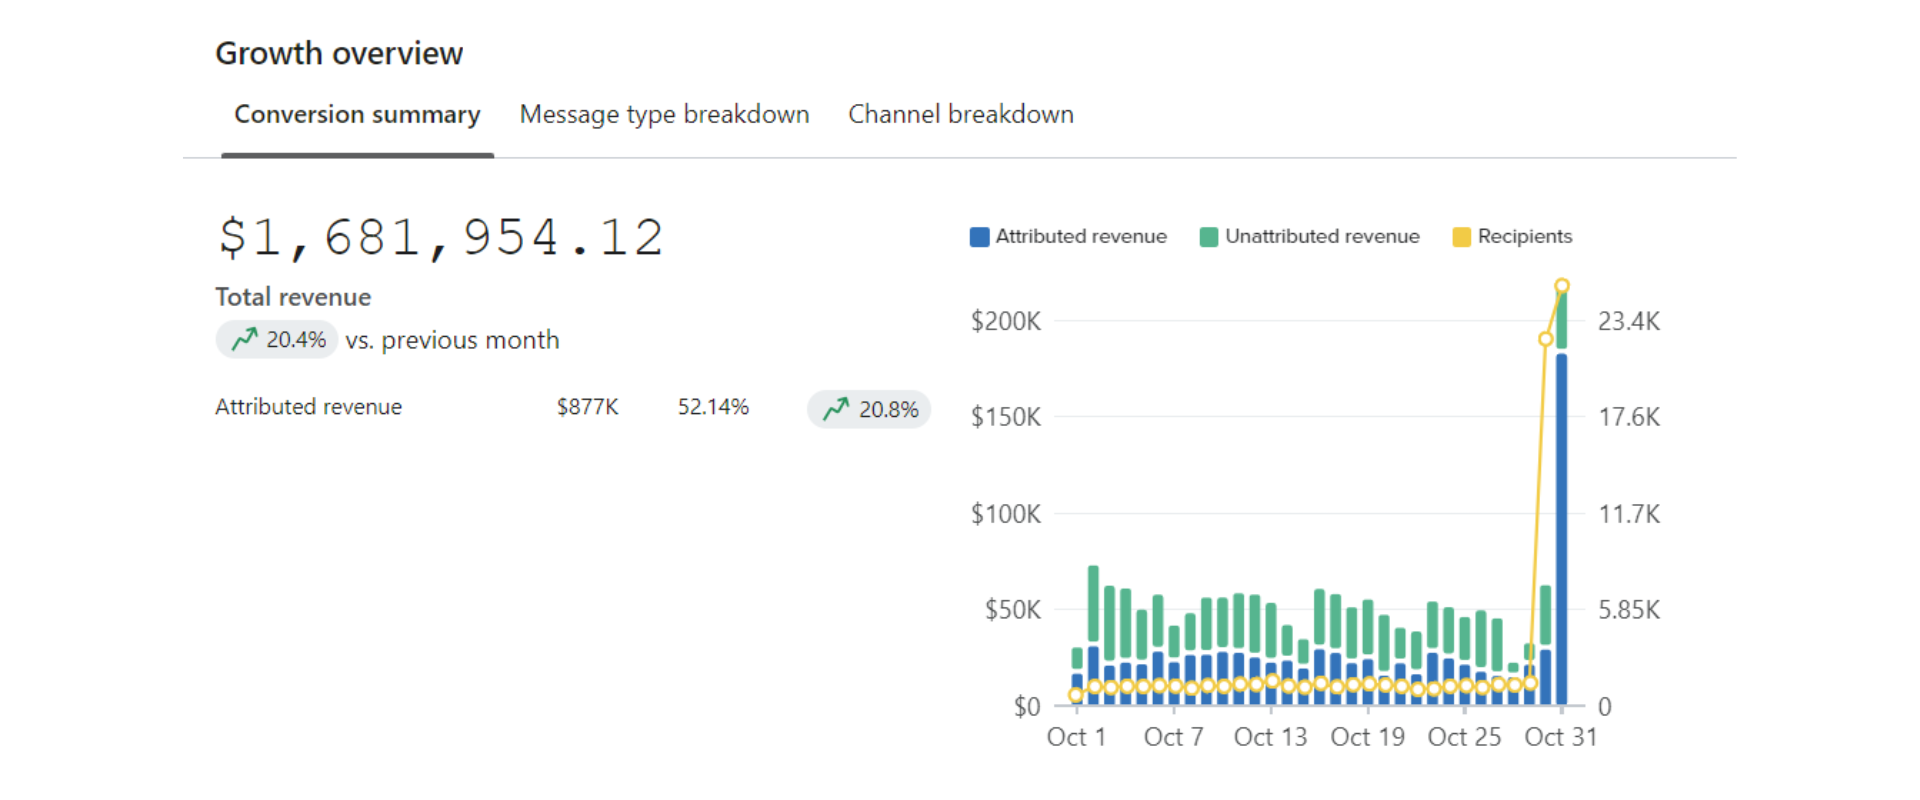 Growth overview
Conversion summary Message type breakdown Channel breakdown
$1,681,954.12
Total revenue
20.4% vs. previous month
Attributed revenue $877K 52.14% 20.8%
Attributed revenue Unattributed revenue Recipients
$200K 23.4K
$150K 17.6K
$100K 11.7K
$50K 5.85K
$0 0
Oct 1 Oct 7 Oct 13 Oct 19 Oct 25 Oct 31